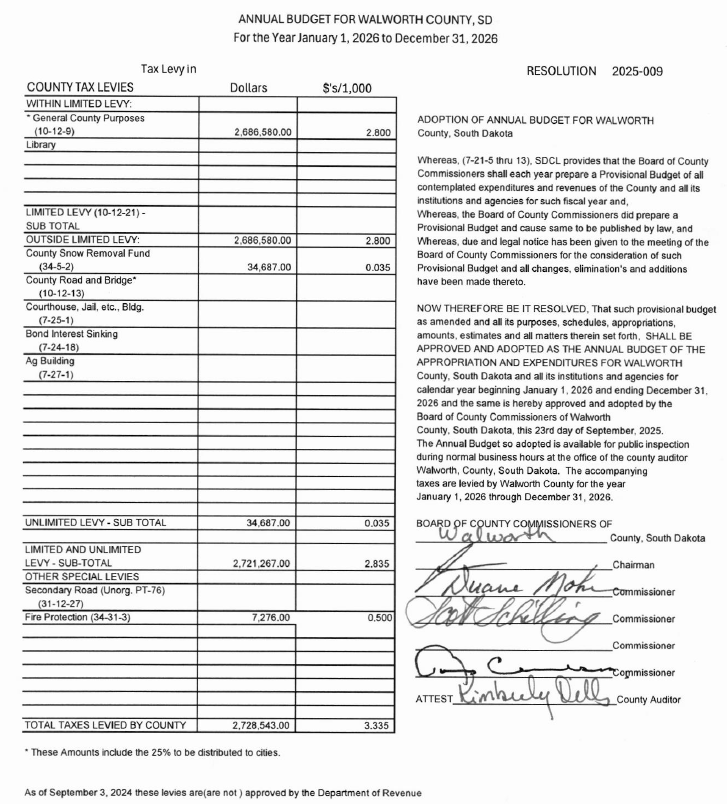 ANNUAL BUDGET FOR WALWORTH COUNTY, SD
For the Year January 1, 2026 to December 31, 2026
Tax Levy in
COUNTY TAX LEVIES Dollars $'s/1,000
WITHIN LIMITED LEVY:
* General County Purposes
(10-12-9) 2,686,580.00 2.800
Library
LIMITED LEVY (10-12-21) -
SUB TOTAL
OUTSIDE LIMITED LEVY: 2,686,580.00 2.800
County Snow Removal Fund
(34-5-2) 34,687.00 0.035
County Road and Bridge*
(10-12-13)
Courthouse, Jail, etc., Bldg.
(7-25-1)
Bond Interest Sinking
(7-24-18)
Ag Building
(7-27-1)
UNLIMITED LEVY - SUB TOTAL 34,687.00 0.035
LIMITED AND UNLIMITED
LEVY - SUB-TOTAL 2,721,267.00 2.835
OTHER SPECIAL LEVIES
Secondary Road (Unorg. PT-76)
(31-12-27)
Fire Protection (34-31-3) 7,276.00 0.500
TOTAL TAXES LEVIED BY COUNTY 2,728,543.00 3.335
* These Amounts include the 25% to be distributed to cities.
As of September 3, 2024 these levies are(are not ) approved by the Department of Revenue
RESOLUTION 2025-009
ADOPTION OF ANNUAL BUDGET FOR WALWORTH
County, South Dakota
Whereas, (7-21-5 thru 13), SDCL provides that the Board of County
Commissioners shall each year prepare a Provisional Budget of all
contemplated expenditures and revenues of the County and all its
institutions and agencies for such fiscal year and,
Whereas, the Board of County Commissioners did prepare a
Provisional Budget and cause same to be published by law, and
Whereas, due and legal notice has been given to the meeting of the
Board of County Commissioners for the consideration of such
Provisional Budget and all changes, elimination's and additions
have been made thereto.
NOW THEREFORE BE IT RESOLVED, That such provisional budget
as amended and all its purposes, schedules, appropriations,
amounts, estimates and all matters therein set forth, SHALL BE
APPROVED AND ADOPTED AS THE ANNUAL BUDGET OF THE
APPROPRIATION AND EXPENDITURES FOR WALWORTH
County, South Dakota and all its institutions and agencies for
calendar year beginning January 1, 2026 and ending December 31,
2026 and the same is hereby approved and adopted by the
Board of County Commissioners of Walworth
County, South Dakota, this 23rd day of September, 2025.
The Annual Budget so adopted is available for public inspection
during normal business hours at the office of the county auditor
Walworth, County, South Dakota. The accompanying
taxes are levied by Walworth County for the year
January 1, 2026 through December 31, 2026.
BOARD OF COUNTY COMMISSIONERS OF
Walworth County, South Dakota
Chairman
Duane Mohr Commissioner
Scott Schilling Commissioner
Commissioner
Commissioner
ATTEST Kimberly Dells County Auditor